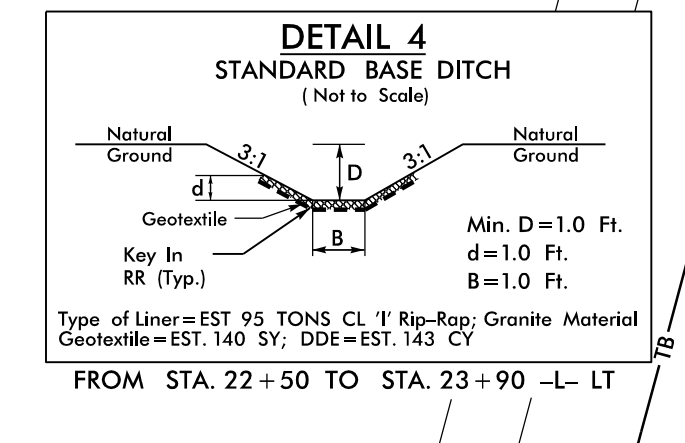 DETAIL 4
STANDARD BASE DITCH
( Not to Scale)
Natural
Ground
3:1
D
3:1
Natural
Ground
d
Geotextile
B
Key In
RR (Typ.)
Min. D=1.0 Ft.
d=1.0 Ft.
B=1.0 Ft.
Type of Liner=EST 95 TONS CL 'I' Rip-Rap; Granite Material
Geotextile=EST. 140 SY; DDE=EST. 143 CY
FROM STA. 22+50 TO STA. 23+90 -L- LT
TB